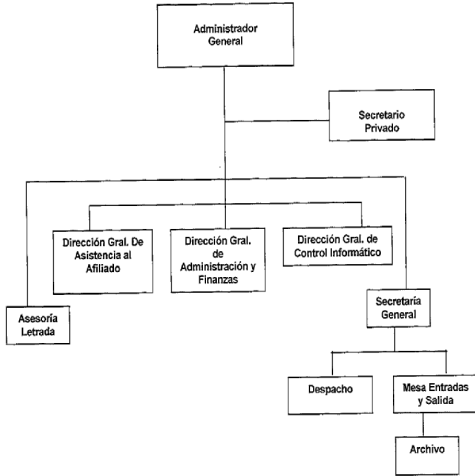 Administrador
General
Secretario
Privado
Dirección Gral. De
Asistencia al
Afiliado
Dirección Gral.
de
Administración y
Finanzas
Dirección Gral. de
Control Informático
Asesoría
Letrada
Secretaría
General
Despacho
Mesa Entradas
y Salida
Archivo